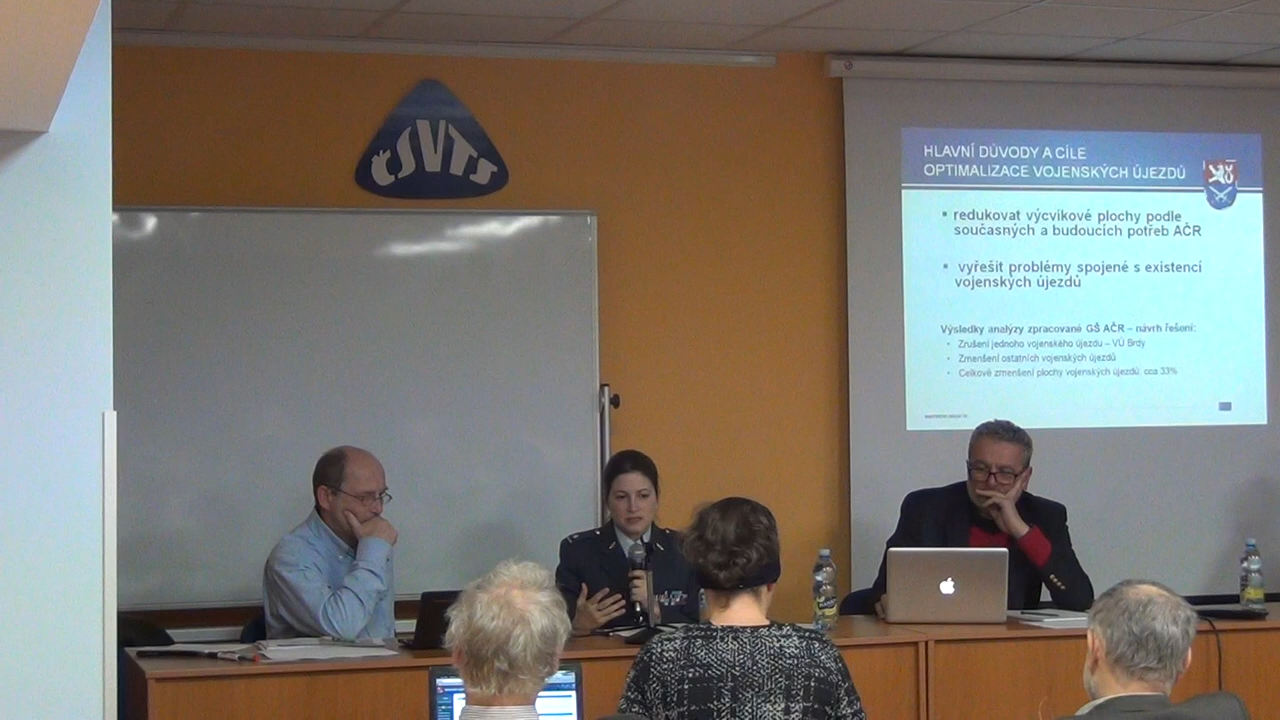 ČSVTS
HLAVNÍ DŮVODY A CÍLE
OPTIMALIZACE VOJENSKÝCH ÚJEZDŮ
▪ redukovat výcvikové plochy podle
současných a budoucích potřeb AČR
▪ vyřešit problémy spojené s existencí
vojenských újezdů
Výsledky analýzy zpracované GŠ AČR – návrh řešení:
• Zrušení jednoho vojenského újezdu – VÚ Brdy
• Zmenšení ostatních vojenských újezdů
• Celkové zmenšení plochy vojenských újezdů cca 33%